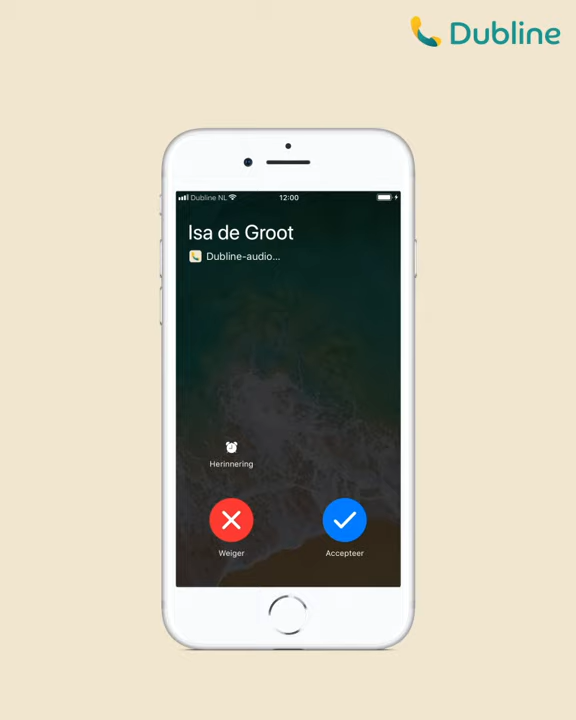 Dubline
Dubline NL
12:00
Isa de Groot
Dubline-audio...
Herinnering
Weiger
Accepteer